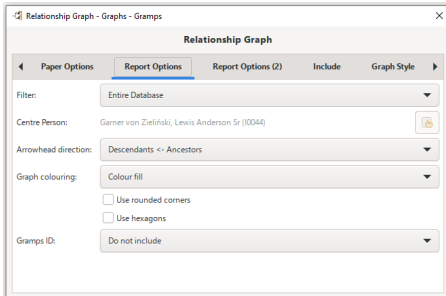 Relationship Graph - Graphs - Gramps
Relationship Graph
Paper Options Report Options Report Options (2) Include Graph Style
Filter: Entire Database
Centre Person: Garner von Zieliński, Lewis Anderson Sr (I0044)
Arrowhead direction: Descendants <- Ancestors
Graph colouring: Colour fill
Use rounded corners
Use hexagons
Gramps ID: Do not include